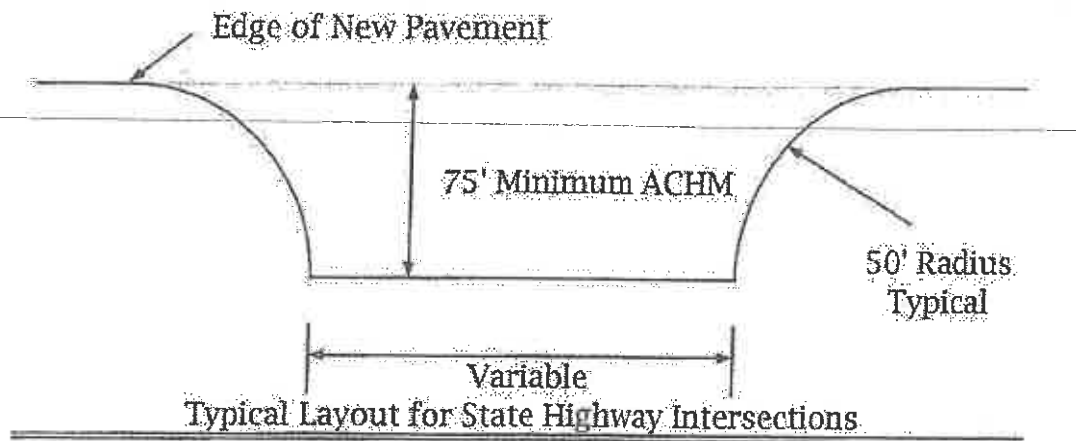 Edge of New Pavement
75' Minimum ACHM
50' Radius
Typical
Variable
Typical Layout for State Highway Intersections